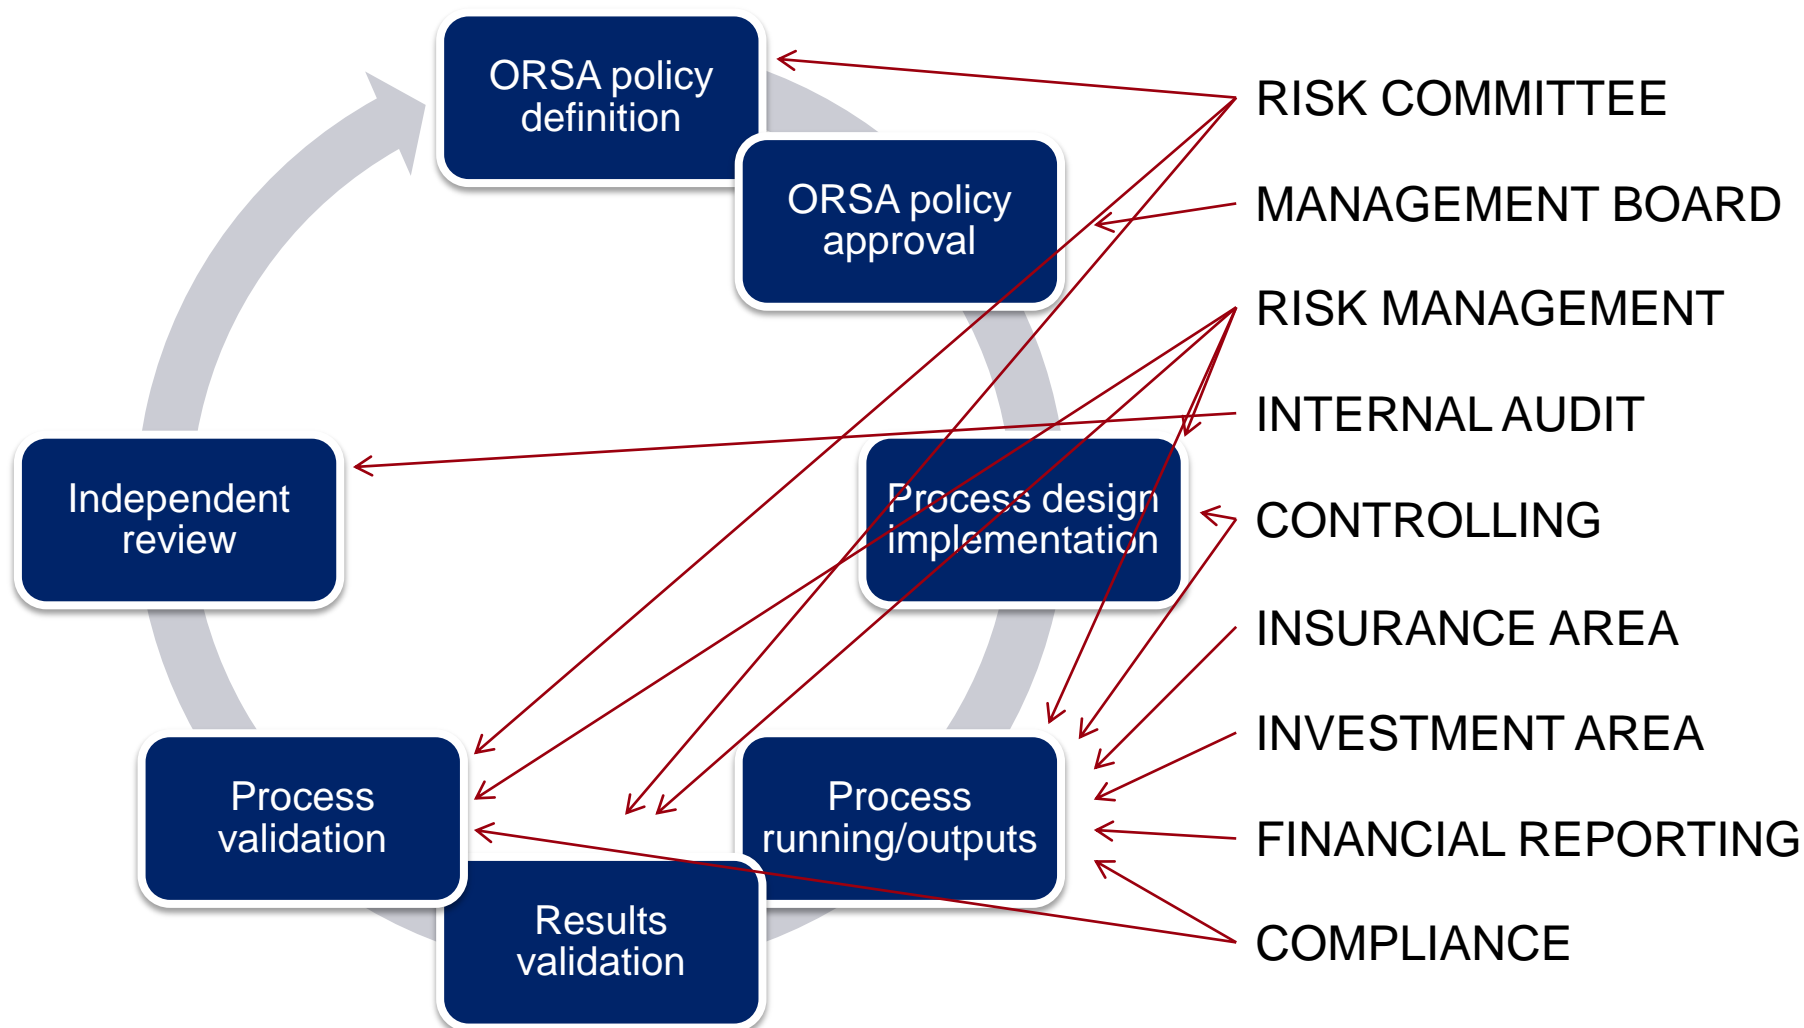 ORSA policy
definition
ORSA policy
approval
Process design
implementation
Process
running/outputs
Results
validation
Process
validation
Independent
review
RISK COMMITTEE
MANAGEMENT BOARD
RISK MANAGEMENT
INTERNAL AUDIT
CONTROLLING
INSURANCE AREA
INVESTMENT AREA
FINANCIAL REPORTING
COMPLIANCE